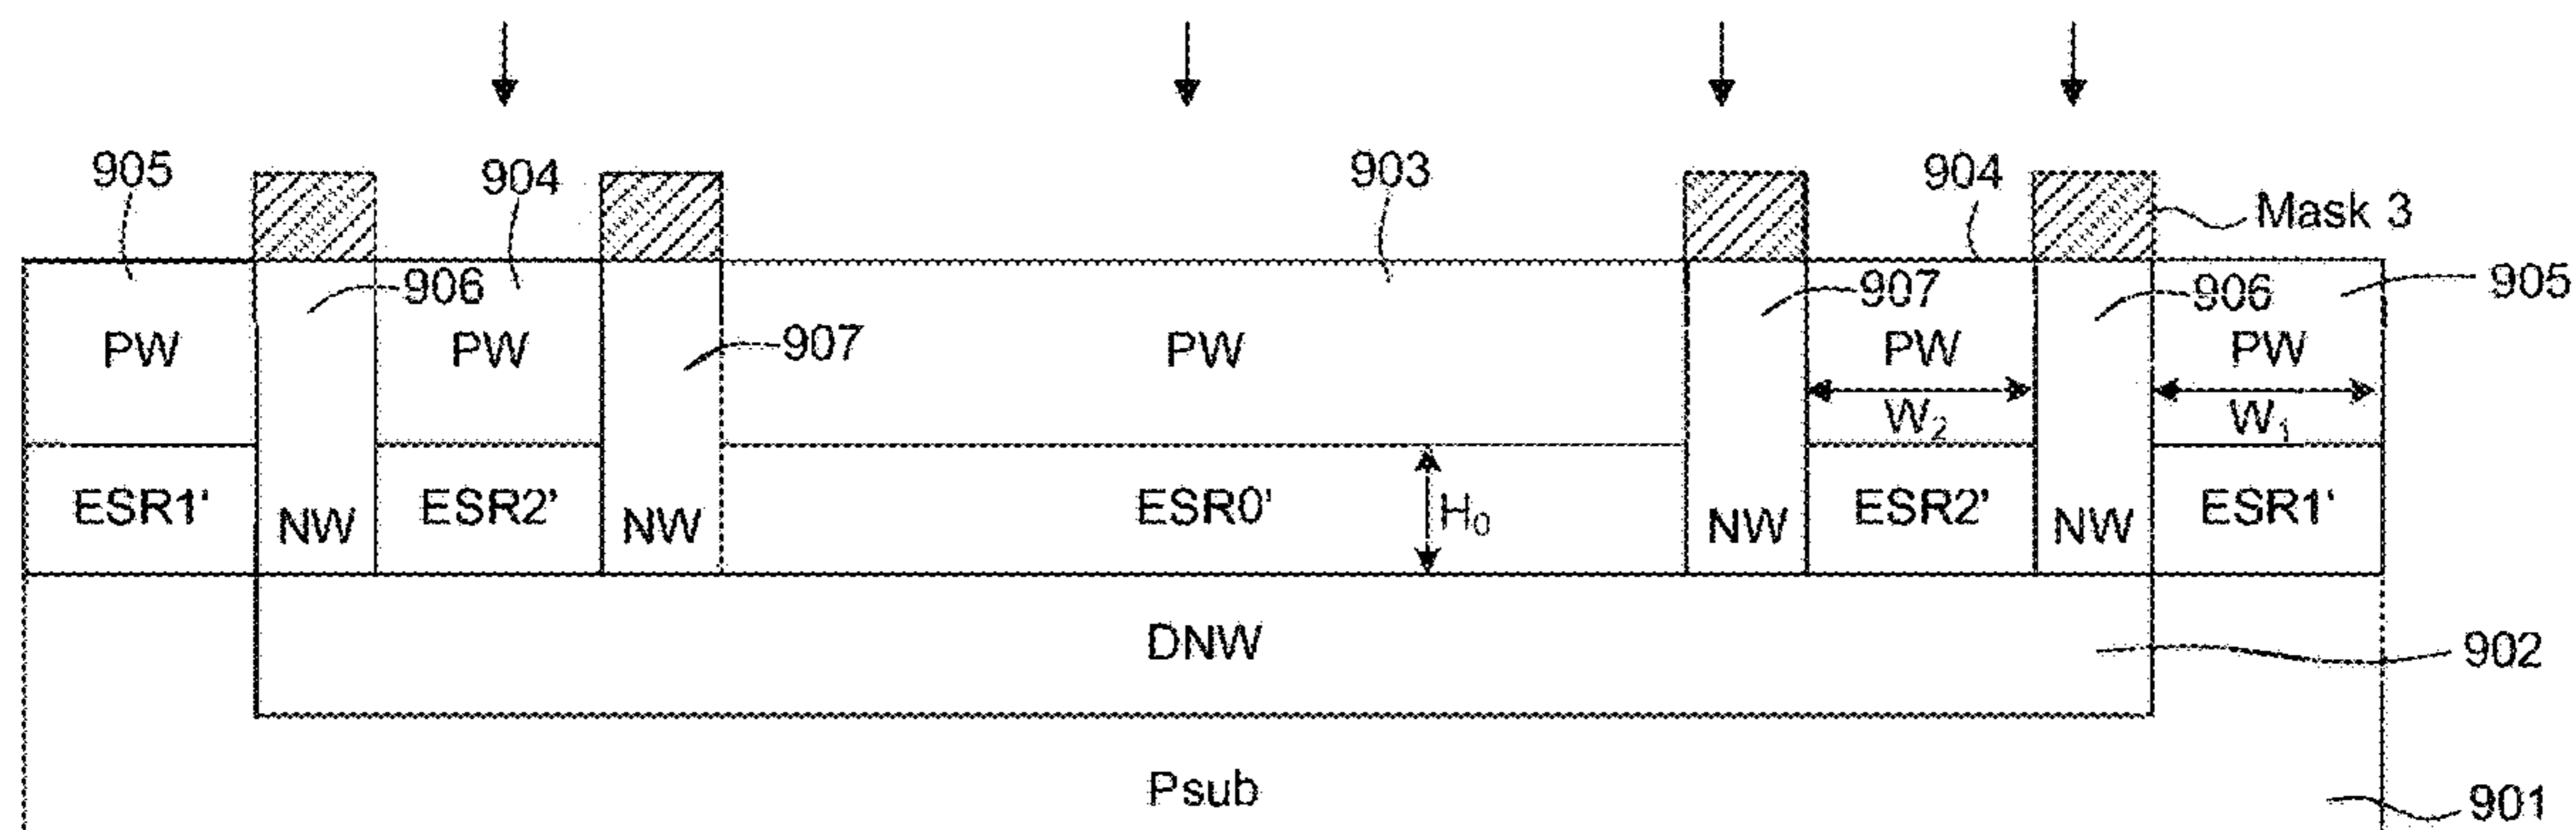 905 904 903 904 Mask 3
906 907 906 905
PW PW 907 PW PW PW
W₂ W₁
ESR1' NW ESR2' NW ESR0' H₀ NW ESR2' NW ESR1'
DNW 902
Psub 901